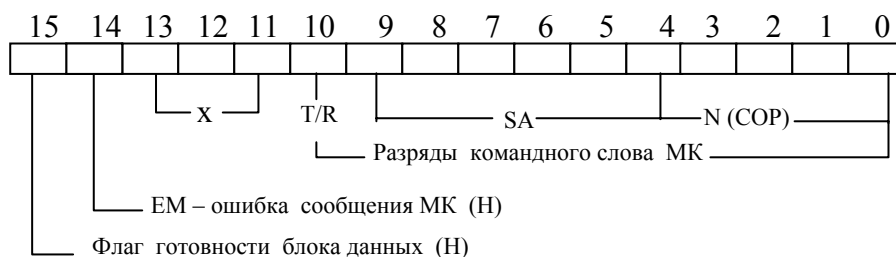 15 14 13 12 11 10 9 8 7 6 5 4 3 2 1 0
x T/R SA N (COP)
Разряды командного слова МК
ЕМ – ошибка сообщения МК (Н)
Флаг готовности блока данных (Н)